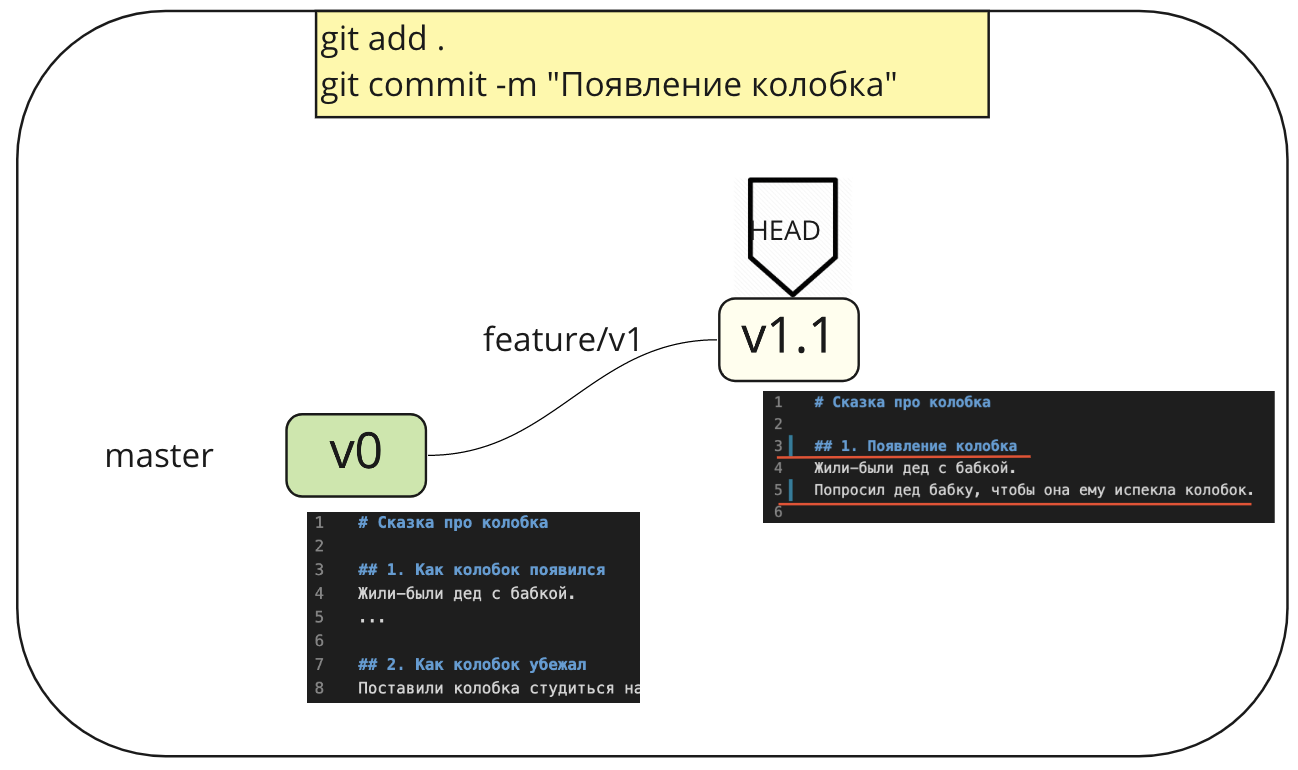 git add .
git commit -m "Появление колобка"
HEAD
feature/v1
v1.1
master
v0
1 # Сказка про колобка
2
3 ## 1. Появление колобка
4 Жили-были дед с бабкой.
5 Попросил дед бабку, чтобы она ему испекла колобок.
6
1 # Сказка про колобка
2
3 ## 1. Как колобок появился
4 Жили-были дед с бабкой.
5 ...
6
7 ## 2. Как колобок убежал
8 Поставили колобка студиться на